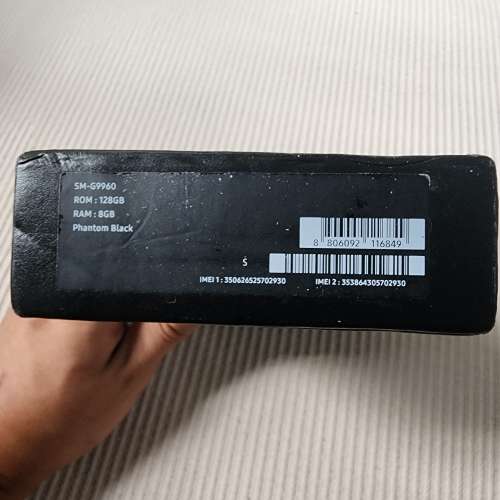 SM-G9960
ROM : 128GB
RAM : 8GB
Phantom Black
8 806092 116849
S
IMEI 1 : 350626525702930
IMEI 2 : 353864305702930